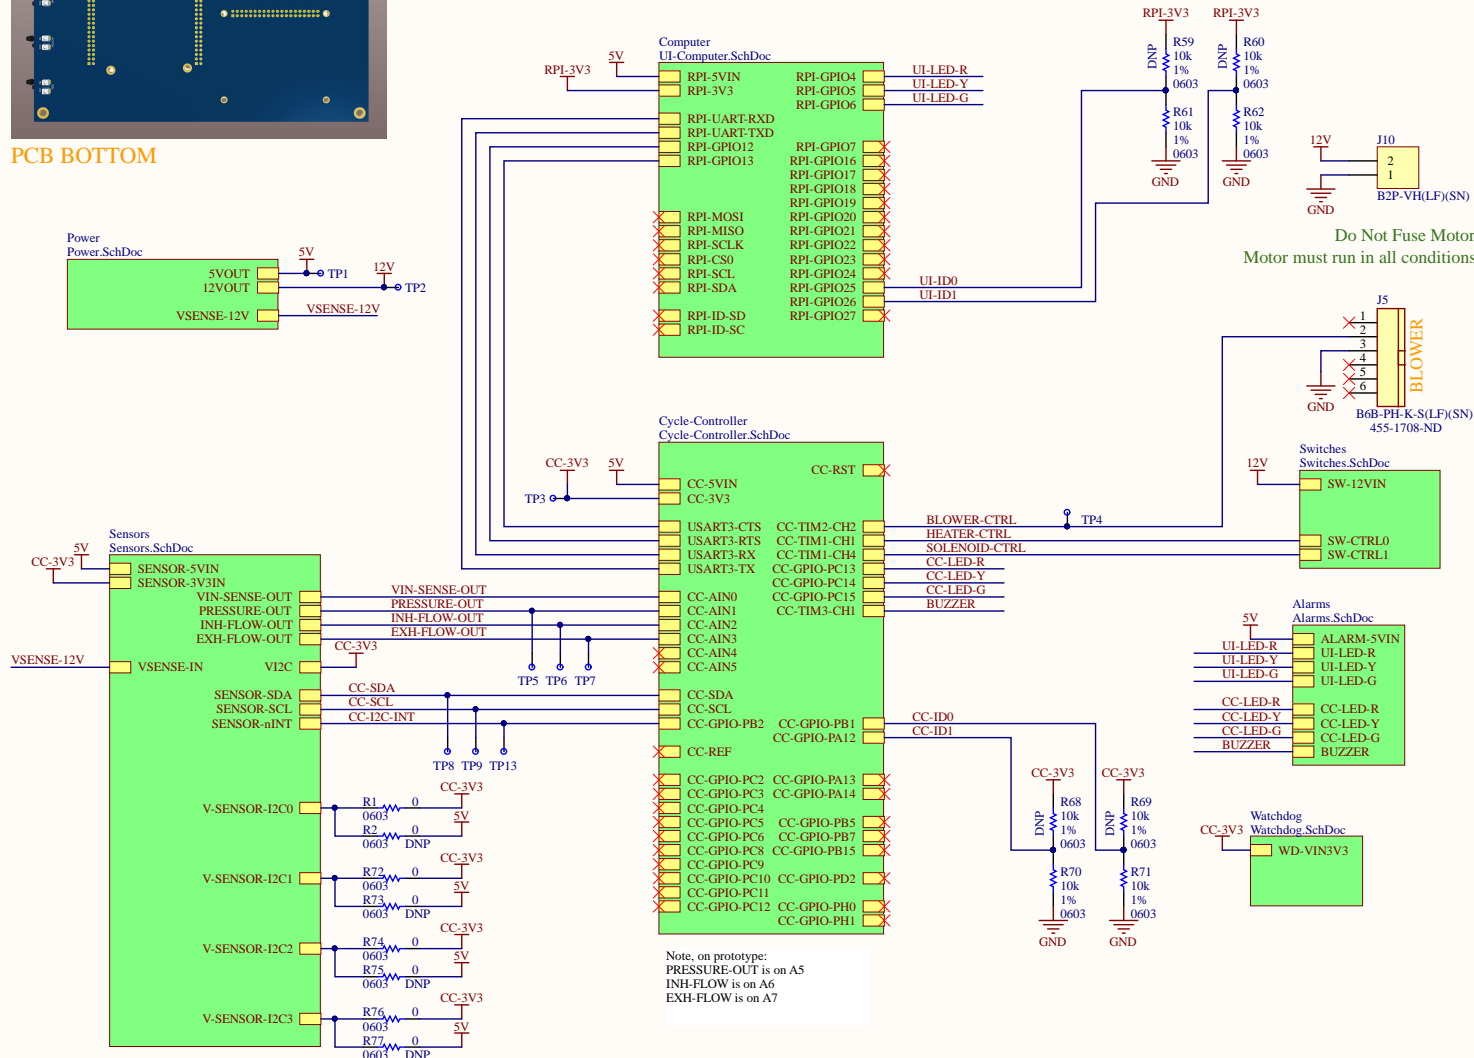 PCB BOTTOM
Power
Power.SchDoc
5VOUT
12VOUT
VSENSE-12V
5V
TP1
12V
TP2
VSENSE-12V
Computer
UI-Computer.SchDoc
5V
RPI-3V3
RPI-5VIN
RPI-3V3
RPI-UART-RXD
RPI-UART-TXD
RPI-GPIO12
RPI-GPIO13
RPI-MOSI
RPI-MISO
RPI-SCLK
RPI-CS0
RPI-SCL
RPI-SDA
RPI-ID-SD
RPI-ID-SC
RPI-GPIO4
RPI-GPIO5
RPI-GPIO6
RPI-GPIO7
RPI-GPIO16
RPI-GPIO17
RPI-GPIO18
RPI-GPIO19
RPI-GPIO20
RPI-GPIO21
RPI-GPIO22
RPI-GPIO23
RPI-GPIO24
RPI-GPIO25
RPI-GPIO26
RPI-GPIO27
UI-LED-R
UI-LED-Y
UI-LED-G
UI-ID0
UI-ID1
RPI-3V3
DNP
R59
10k
1%
0603
R61
10k
1%
0603
GND
RPI-3V3
DNP
R60
10k
1%
0603
R62
10k
1%
0603
GND
12V
GND
J10
2
1
B2P-VH(LF)(SN)
Do Not Fuse Motor
Motor must run in all conditions
J5
1
2
3
4
5
6
BLOWER
GND
B6B-PH-K-S(LF)(SN)
455-1708-ND
Switches
Switches.SchDoc
12V
SW-12VIN
SW-CTRL0
SW-CTRL1
Cycle-Controller
Cycle-Controller.SchDoc
CC-3V3
5V
TP3
CC-5VIN
CC-3V3
USART3-CTS
USART3-RTS
USART3-RX
USART3-TX
CC-AIN0
CC-AIN1
CC-AIN2
CC-AIN3
CC-AIN4
CC-AIN5
CC-SDA
CC-SCL
CC-GPIO-PB2
CC-REF
CC-GPIO-PC2
CC-GPIO-PC3
CC-GPIO-PC4
CC-GPIO-PC5
CC-GPIO-PC6
CC-GPIO-PC8
CC-GPIO-PC9
CC-GPIO-PC10
CC-GPIO-PC11
CC-GPIO-PC12
CC-RST
CC-TIM2-CH2
CC-TIM1-CH1
CC-TIM1-CH4
CC-GPIO-PC13
CC-GPIO-PC14
CC-GPIO-PC15
CC-TIM3-CH1
CC-GPIO-PB1
CC-GPIO-PA12
CC-GPIO-PA13
CC-GPIO-PA14
CC-GPIO-PB5
CC-GPIO-PB7
CC-GPIO-PB15
CC-GPIO-PD2
CC-GPIO-PH0
CC-GPIO-PH1
BLOWER-CTRL
HEATER-CTRL
SOLENOID-CTRL
CC-LED-R
CC-LED-Y
CC-LED-G
BUZZER
TP4
CC-ID0
CC-ID1
CC-3V3
DNP
R68
10k
1%
0603
R70
10k
1%
0603
GND
CC-3V3
DNP
R69
10k
1%
0603
R71
10k
1%
0603
GND
Note, on prototype:
PRESSURE-OUT is on A5
INH-FLOW is on A6
EXH-FLOW is on A7
Sensors
Sensors.SchDoc
5V
CC-3V3
SENSOR-5VIN
SENSOR-3V3IN
VIN-SENSE-OUT
PRESSURE-OUT
INH-FLOW-OUT
EXH-FLOW-OUT
VSENSE-12V
VSENSE-IN
VI2C
SENSOR-SDA
SENSOR-SCL
SENSOR-nINT
V-SENSOR-I2C0
V-SENSOR-I2C1
V-SENSOR-I2C2
V-SENSOR-I2C3
VIN-SENSE-OUT
PRESSURE-OUT
INH-FLOW-OUT
EXH-FLOW-OUT
CC-3V3
TP5
TP6
TP7
CC-SDA
CC-SCL
CC-I2C-INT
TP8
TP9
TP13
CC-3V3
R1
0
0603
5V
R2
0
0603
DNP
CC-3V3
R72
0
0603
5V
R73
0
0603
DNP
CC-3V3
R74
0
0603
5V
R75
0
0603
DNP
CC-3V3
R76
0
0603
5V
R77
0
0603
DNP
Alarms
Alarms.SchDoc
5V
UI-LED-R
UI-LED-Y
UI-LED-G
CC-LED-R
CC-LED-Y
CC-LED-G
BUZZER
ALARM-5VIN
UI-LED-R
UI-LED-Y
UI-LED-G
CC-LED-R
CC-LED-Y
CC-LED-G
BUZZER
Watchdog
Watchdog.SchDoc
CC-3V3
WD-VIN3V3